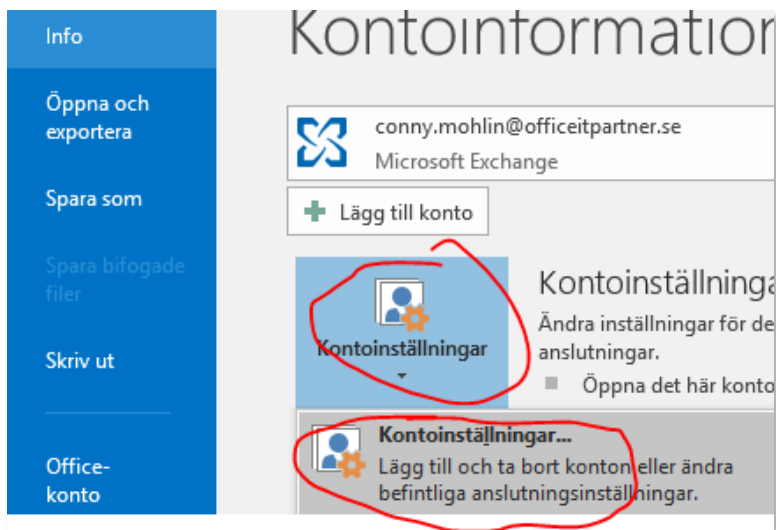 Info
Öppna och
exportera
Spara som
Spara bifogade
filer
Skriv ut
Office-
konto
Kontoinformation
conny.mohlin@officeitpartner.se
Microsoft Exchange
Lägg till konto
Kontoinställningar
Kontoinställninga
Ändra inställningar för de
anslutningar.
Öppna det här konto
Kontoinställningar...
Lägg till och ta bort konton eller ändra
befintliga anslutningsinställningar.